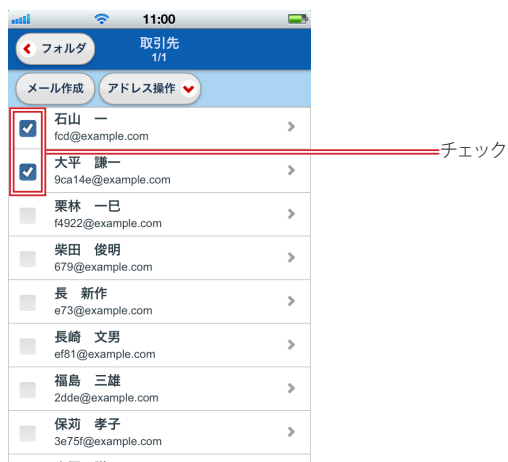 11:00
フォルダ
取引先
1/1
メール作成
アドレス操作
石山　一
fcd@example.com
チェック
大平　謙一
9ca14e@example.com
栗林　一巳
f4922@example.com
柴田　俊明
679@example.com
長　新作
e73@example.com
長崎　文男
ef81@example.com
福島　三雄
2dde@example.com
保苅　孝子
3e75f@example.com